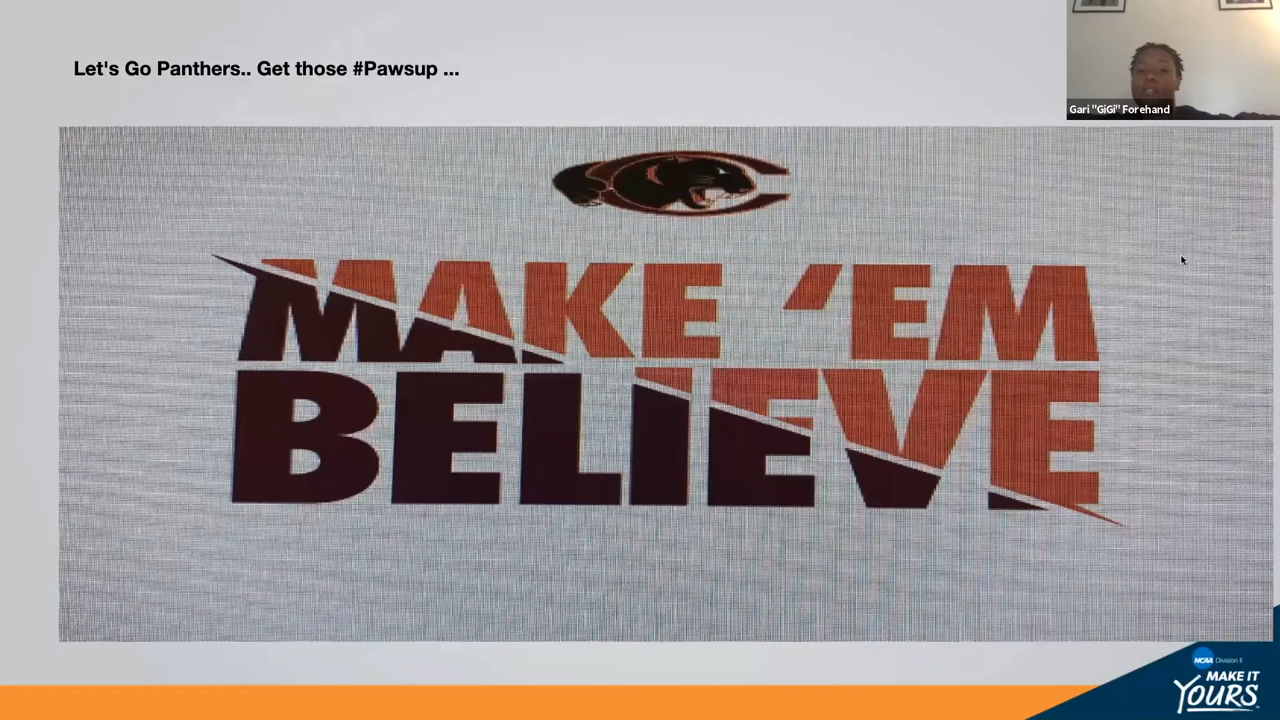 Let's Go Panthers.. Get those #Pawsup ...
Gari "GiGi" Forehand
MAKE 'EM
BELIEVE
NCAA Division II
MAKE IT
YOURS